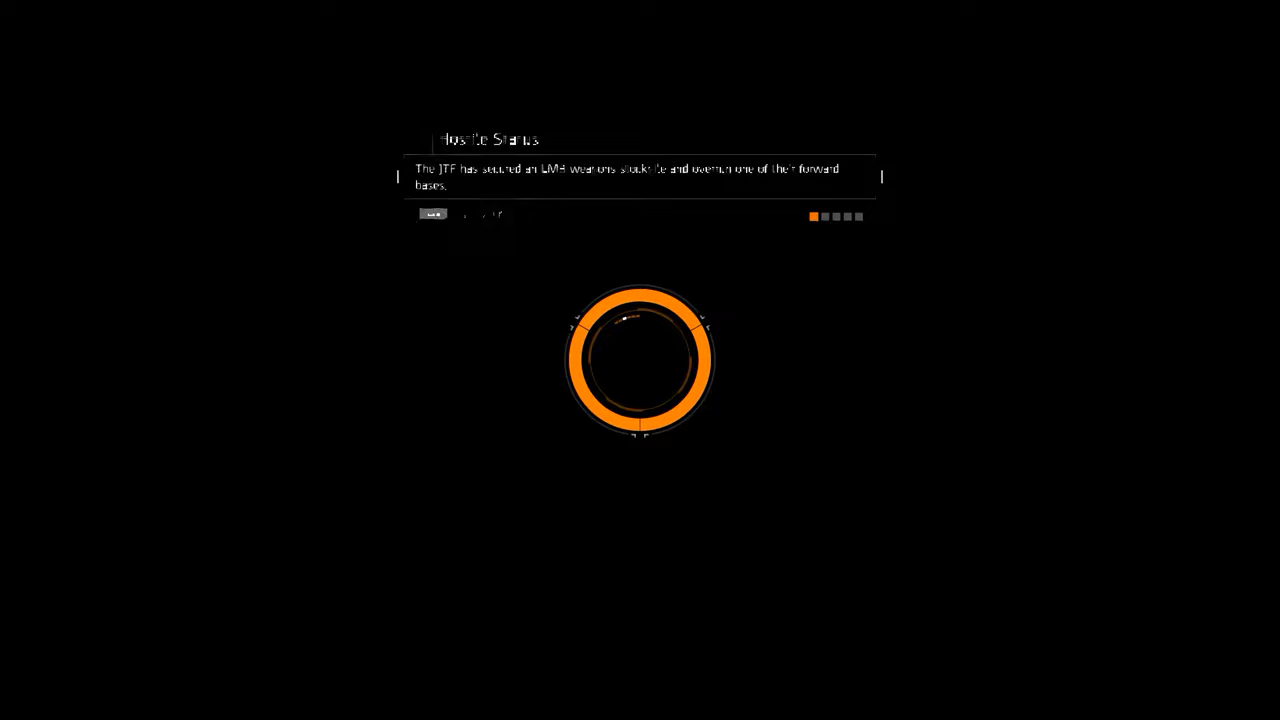 Hostile Status
The JTF has secured an LMB weapons stockpile and overrun one of their forward
bases.